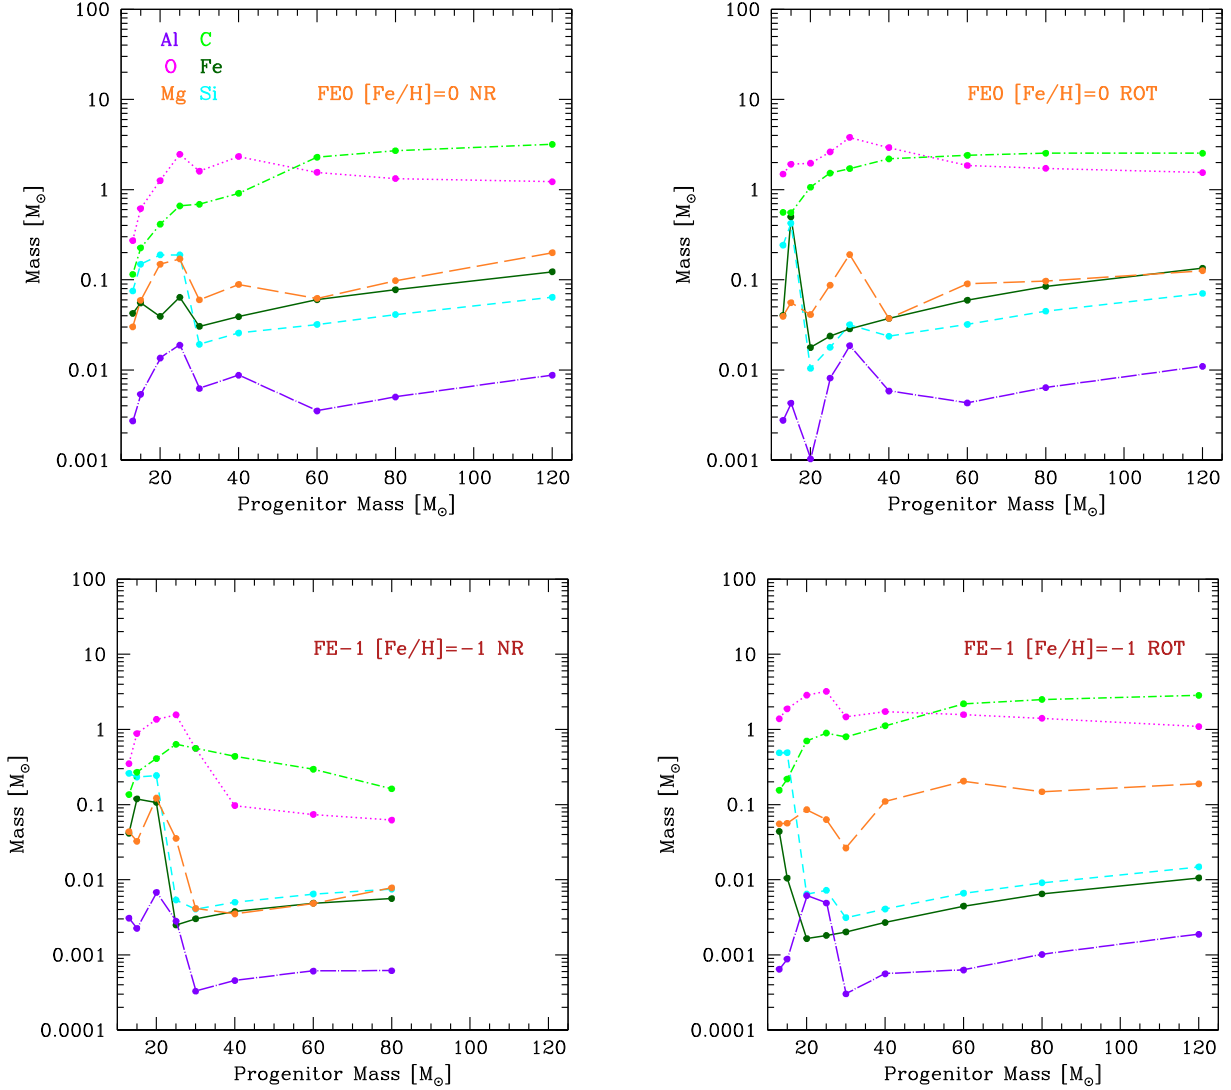 100
10
1
0.1
0.01
0.001
Mass [M⊙]
Al C
O Fe
Mg Si
FE0 [Fe/H]=0 NR
20 40 60 80 100 120
Progenitor Mass [M⊙]
100
10
1
0.1
0.01
0.001
Mass [M⊙]
FE0 [Fe/H]=0 ROT
20 40 60 80 100 120
Progenitor Mass [M⊙]
100
10
1
0.1
0.01
0.001
0.0001
Mass [M⊙]
FE−1 [Fe/H]=−1 NR
20 40 60 80 100 120
Progenitor Mass [M⊙]
100
10
1
0.1
0.01
0.001
0.0001
Mass [M⊙]
FE−1 [Fe/H]=−1 ROT
20 40 60 80 100 120
Progenitor Mass [M⊙]